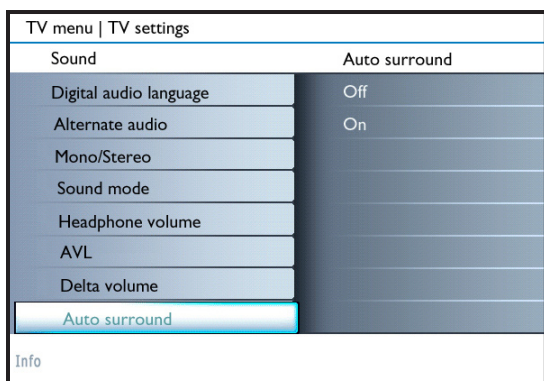 TV menu | TV settings
Sound
Auto surround
Digital audio language
Off
Alternate audio
On
Mono/Stereo
Sound mode
Headphone volume
AVL
Delta volume
Auto surround
Info